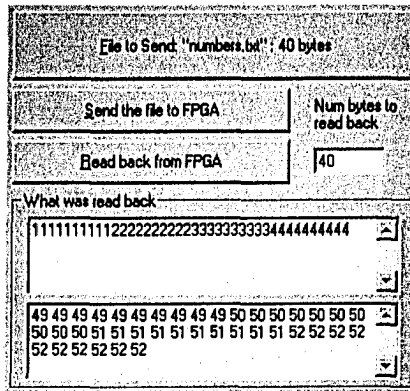 File to Send: "numbers.txt" : 40 bytes
Send the file to FPGA
Num bytes to read back
Read back from FPGA
40
What was read back
1111111111222222222233333333334444444444
49 49 49 49 49 49 49 49 49 49 50 50 50 50 50 50 50
50 50 50 51 51 51 51 51 51 51 51 51 51 52 52 52 52
52 52 52 52 52 52